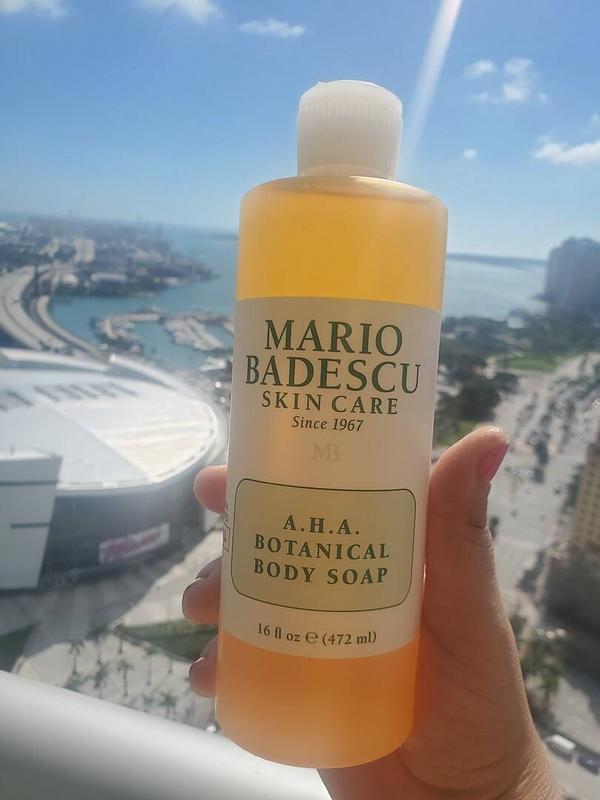 MARIO
BADESCU
SKIN CARE
Since 1967
MB
A.H.A.
BOTANICAL
BODY SOAP
16 fl oz ℮ (472 ml)